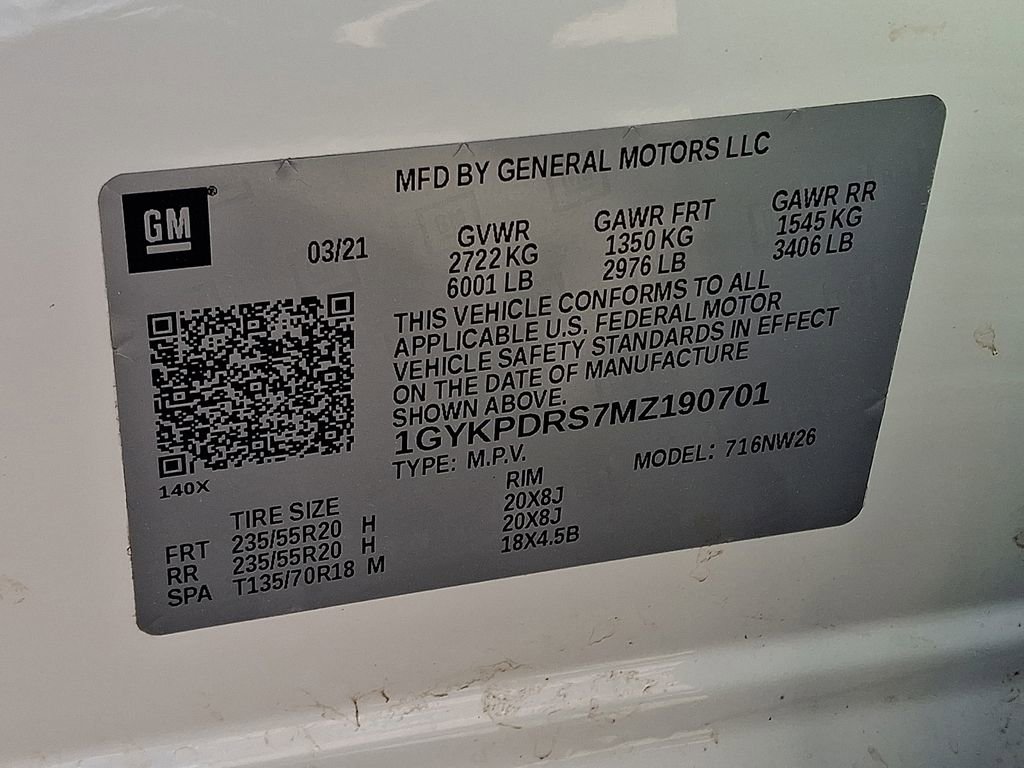 MFD BY GENERAL MOTORS LLC
GM®
03/21
GVWR
2722 KG
6001 LB
GAWR FRT
1350 KG
2976 LB
GAWR RR
1545 KG
3406 LB
THIS VEHICLE CONFORMS TO ALL
APPLICABLE U.S. FEDERAL MOTOR
VEHICLE SAFETY STANDARDS IN EFFECT
ON THE DATE OF MANUFACTURE
SHOWN ABOVE.
1GYKPDRS7MZ190701
TYPE: M.P.V.
MODEL: 716NW26
140X
TIRE SIZE RIM
FRT 235/55R20 H 20X8J
RR 235/55R20 H 20X8J
SPA T135/70R18 M 18X4.5B